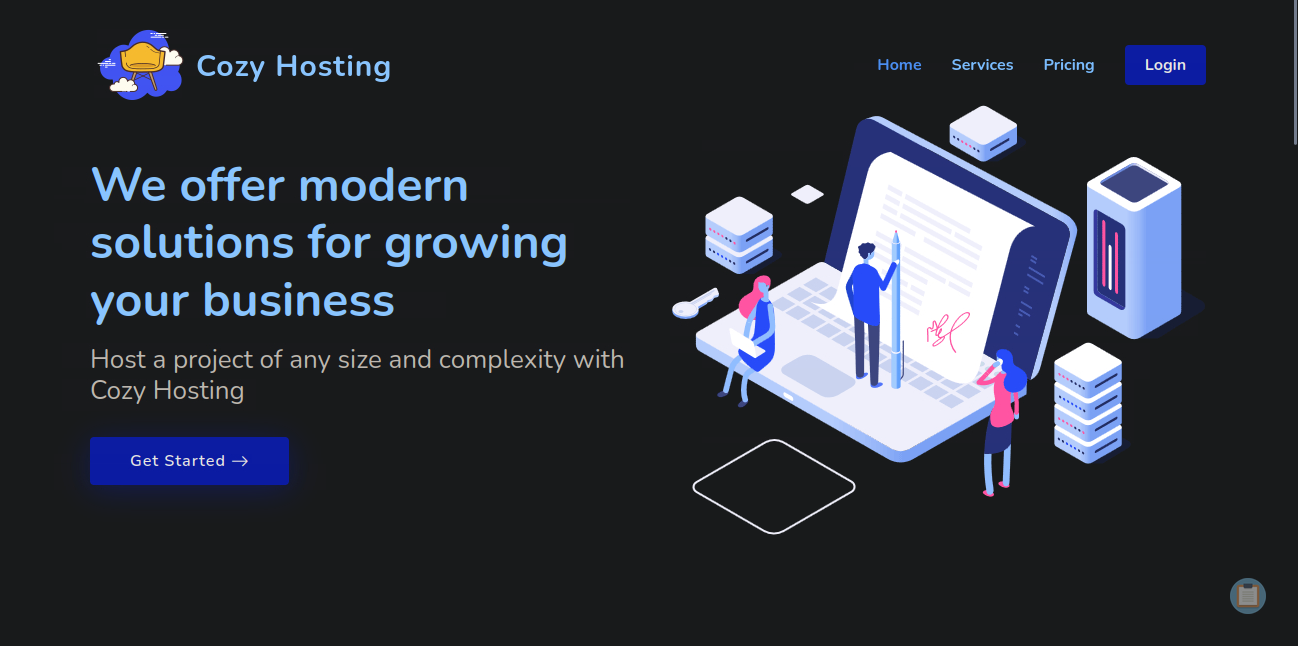 Cozy Hosting
Home Services Pricing Login
We offer modern
solutions for growing
your business
Host a project of any size and complexity with
Cozy Hosting
Get Started →